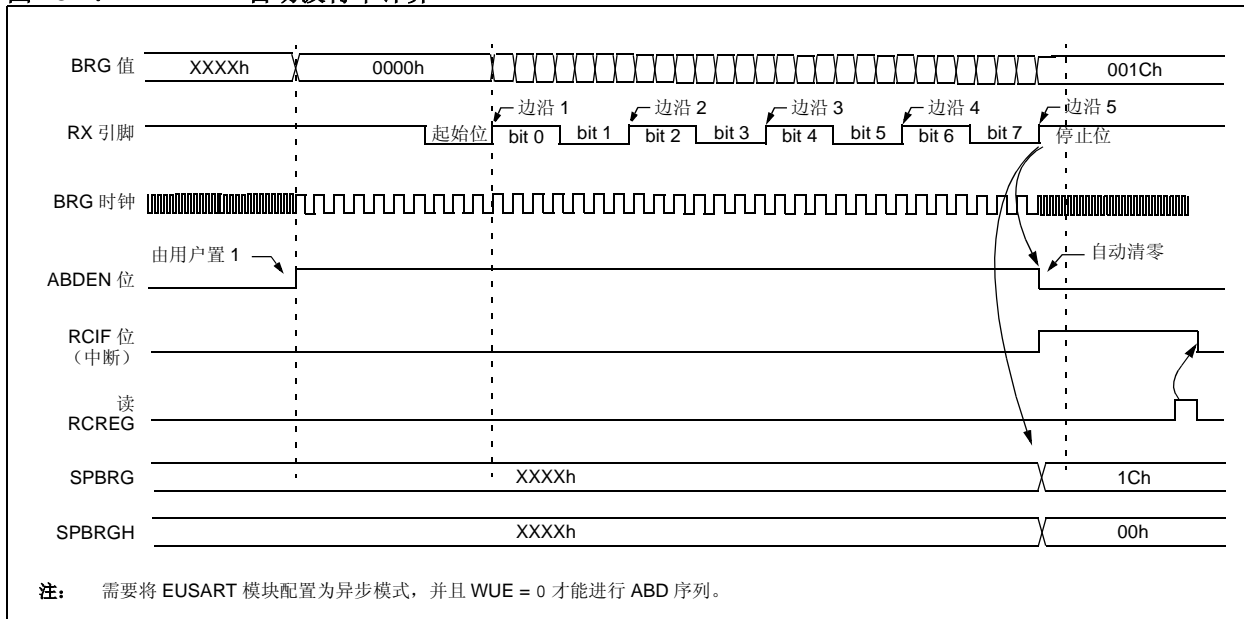 BRG 值 XXXXh 0000h 001Ch
RX 引脚 起始位 边沿 1 bit 0 bit 1 边沿 2 bit 2 bit 3 边沿 3 bit 4 bit 5 边沿 4 bit 6 bit 7 边沿 5 停止位
BRG 时钟
由用户置 1 自动清零
ABDEN 位
RCIF 位
（中断）
读
RCREG
SPBRG XXXXh 1Ch
SPBRGH XXXXh 00h
注： 需要将 EUSART 模块配置为异步模式，并且 WUE = 0 才能进行 ABD 序列。